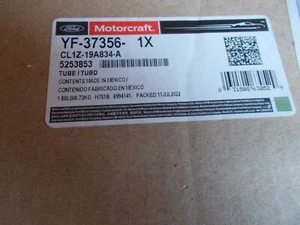 Ford
Motorcraft
YF-37356- 1X
CL1Z-19A834-A
5253853
TUBE / TUBO
CONTENTS MADE IN MEXICO /
CONTENIDO FABRICADO EN MEXICO
PACKED 11JUL2023